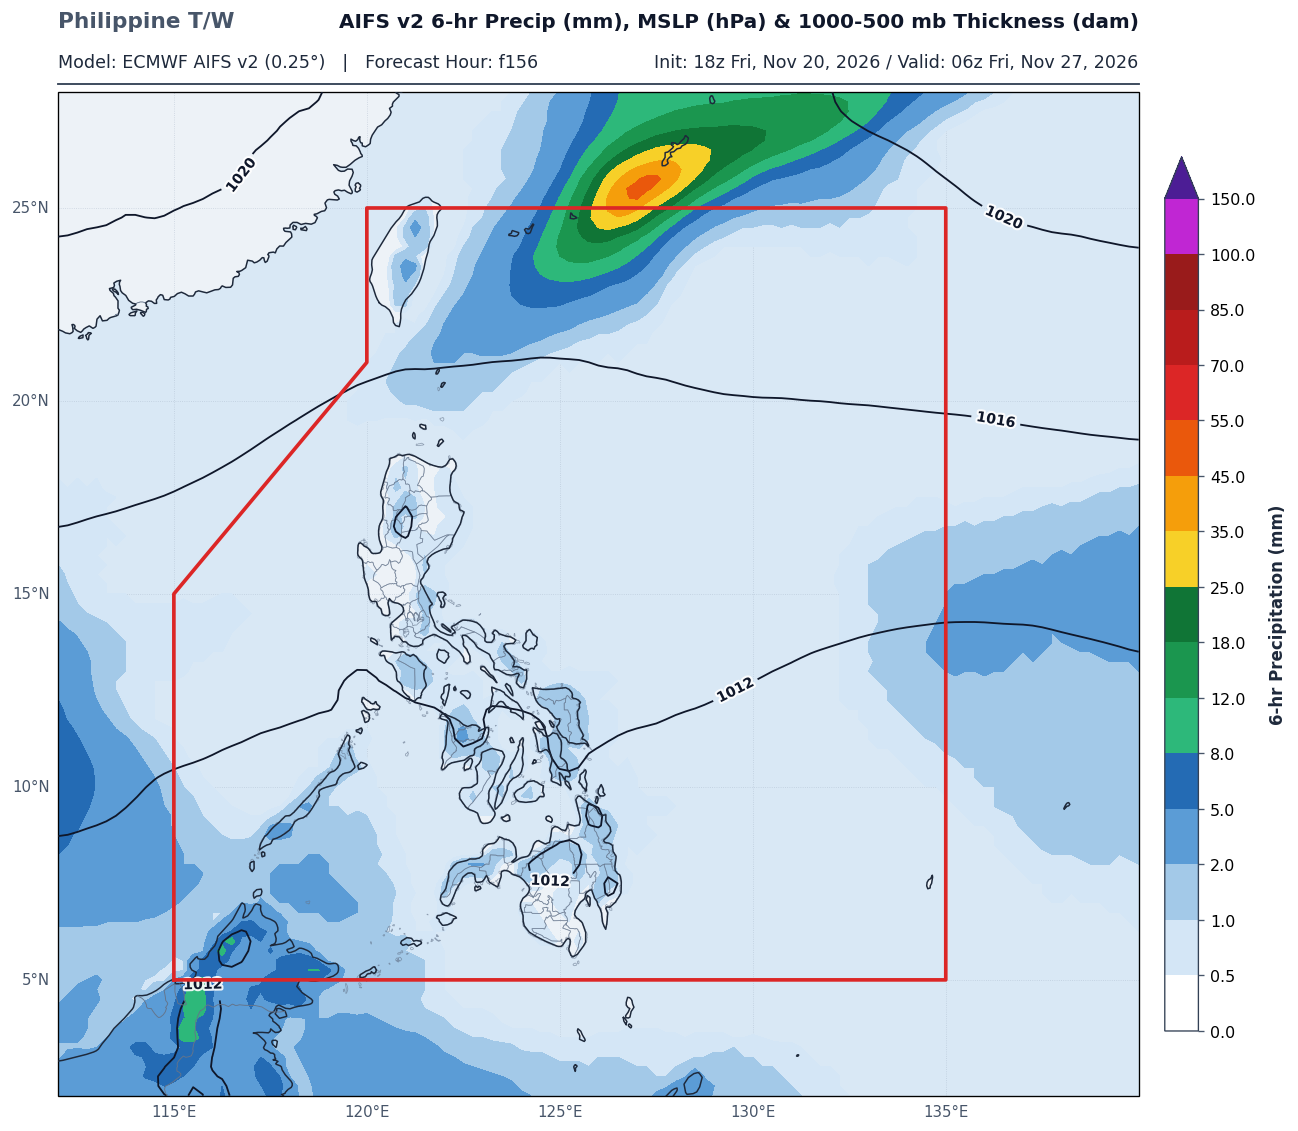 Philippine T/W
AIFS v2 6-hr Precip (mm), MSLP (hPa) & 1000-500 mb Thickness (dam)
Model: ECMWF AIFS v2 (0.25°) | Forecast Hour: f156
Init: 18z Fri, Nov 20, 2026 / Valid: 06z Fri, Nov 27, 2026
1020
1020
1016
1012
1012
1012
25°N
20°N
15°N
10°N
5°N
115°E
120°E
125°E
130°E
135°E
150.0
100.0
85.0
70.0
55.0
45.0
35.0
25.0
18.0
12.0
8.0
5.0
2.0
1.0
0.5
0.0
6-hr Precipitation (mm)